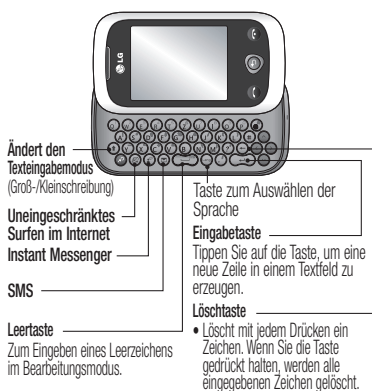 LG
Ändert den
Texteingabemodus
(Groß-/Kleinschreibung)
Uneingeschränktes
Surfen im Internet
Instant Messenger
SMS
Leertaste
Zum Eingeben eines Leerzeichens
im Bearbeitungsmodus.
Taste zum Auswählen der
Sprache
Eingabetaste
Tippen Sie auf die Taste, um eine
neue Zeile in einem Textfeld zu
erzeugen.
Löschtaste
• Löscht mit jedem Drücken ein
Zeichen. Wenn Sie die Taste
gedrückt halten, werden alle
eingegebenen Zeichen gelöscht.